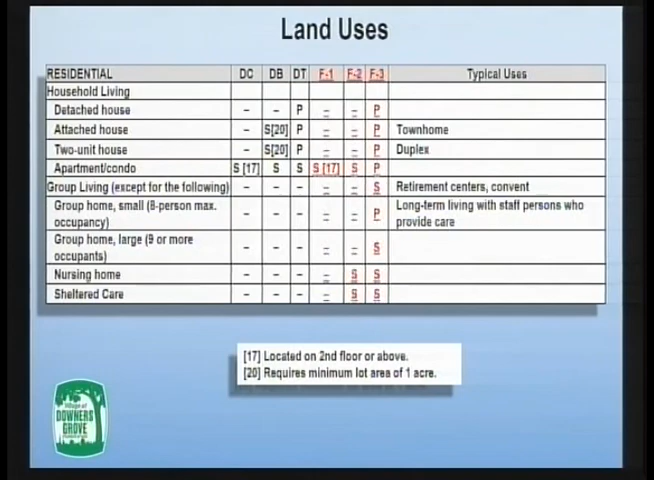 Land Uses
RESIDENTIAL DC DB DT F-1 F-2 F-3 Typical Uses
Household Living
Detached house – – P – – P
Attached house – S[20] P – – P Townhome
Two-unit house – S[20] P – – P Duplex
Apartment/condo S [17] S S S [17] S P
Group Living (except for the following) – – – – – S Retirement centers, convent
Group home, small (8-person max. occupancy) – – – – – P Long-term living with staff persons who provide care
Group home, large (9 or more occupants) – – – – – S
Nursing home – – – – S S
Sheltered Care – – – – S S
[17] Located on 2nd floor or above.
[20] Requires minimum lot area of 1 acre.
Village of
DOWNERS
GROVE